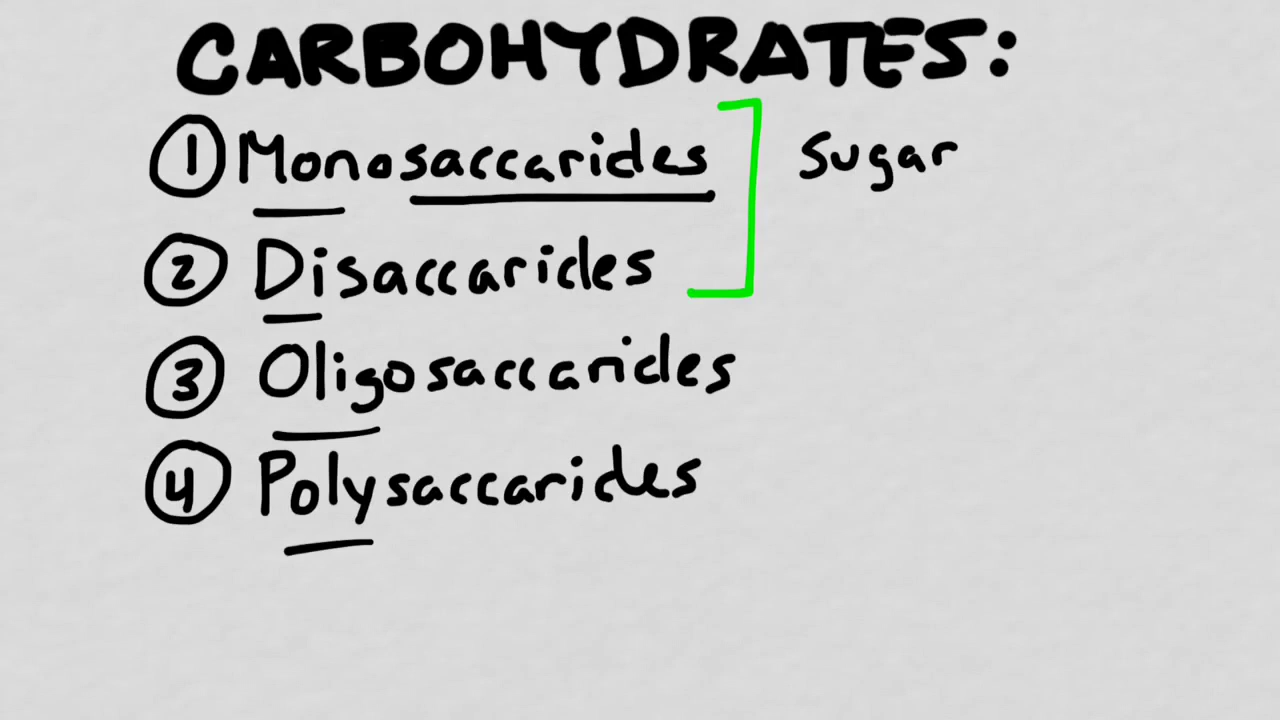 CARBOHYDRATES:
1 Monosaccarides Sugar
2 Disaccarides
3 Oligosaccarides
4 Polysaccarides